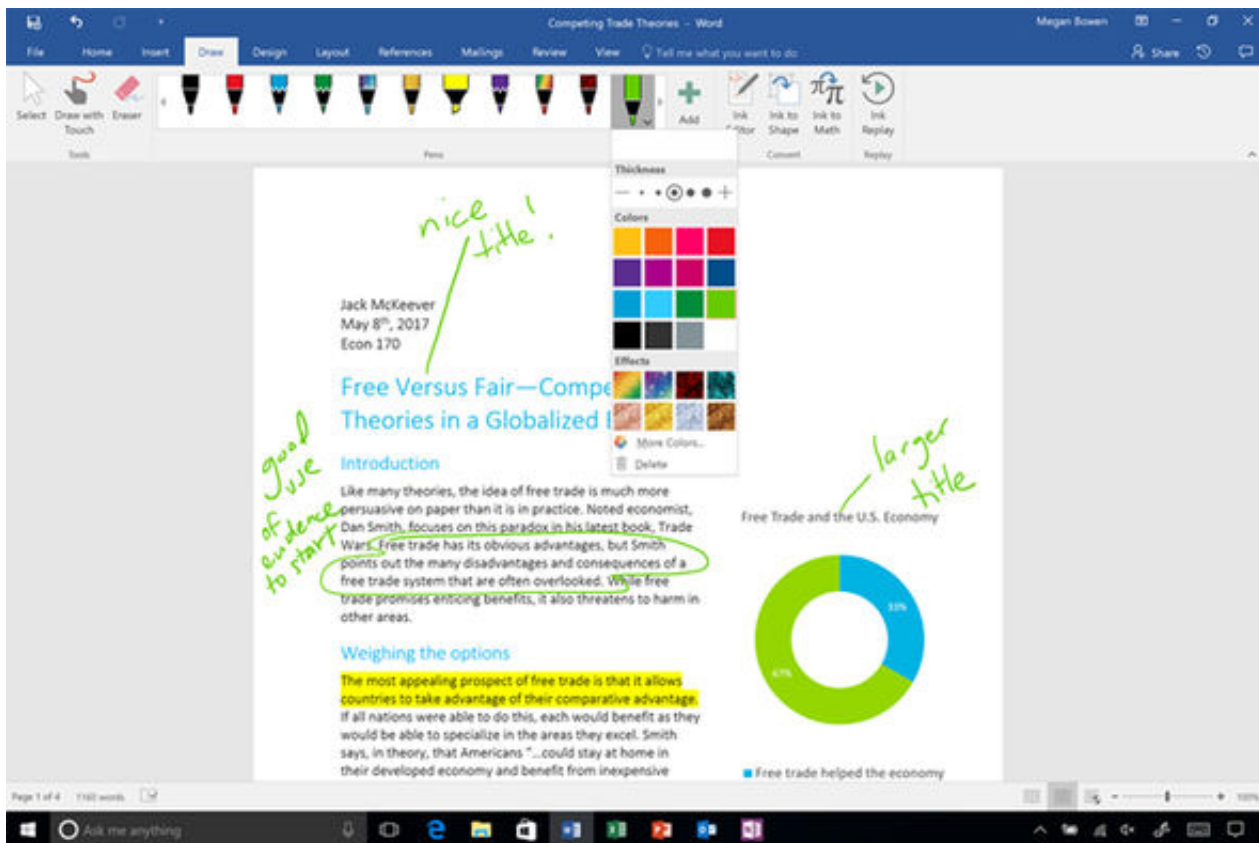 Competing Trade Theories - Word
Megan Bowen
File Home Insert Draw Design Layout References Mailings Review View Tell me what you want to do
Share
Select Draw with Touch Eraser
Add
Ink to Shape
Ink to Math
Ink Replay
Tools
Pens
Convert
Replay
Thickness
Colors
Effects
More Colors...
Delete
nice title!
Jack McKeever
May 8th, 2017
Econ 170
Free Versus Fair—Compe
Theories in a Globalized
good
use
of
evidence
to start
Introduction
Like many theories, the idea of free trade is much more
persuasive on paper than it is in practice. Noted economist,
Dan Smith, focuses on this paradox in his latest book, Trade
Wars. Free trade has its obvious advantages, but Smith
points out the many disadvantages and consequences of a
free trade system that are often overlooked. While free
trade promises enticing benefits, it also threatens to harm in
other areas.
Weighing the options
The most appealing prospect of free trade is that it allows
countries to take advantage of their comparative advantage.
If all nations were able to do this, each would benefit as they
would be able to specialize in the areas they excel. Smith
says, in theory, that Americans "...could stay at home in
their developed economy and benefit from inexpensive
larger
title
Free Trade and the U.S. Economy
33%
67%
Free trade helped the economy
Page 1 of 4 1160 words
100%
Ask me anything